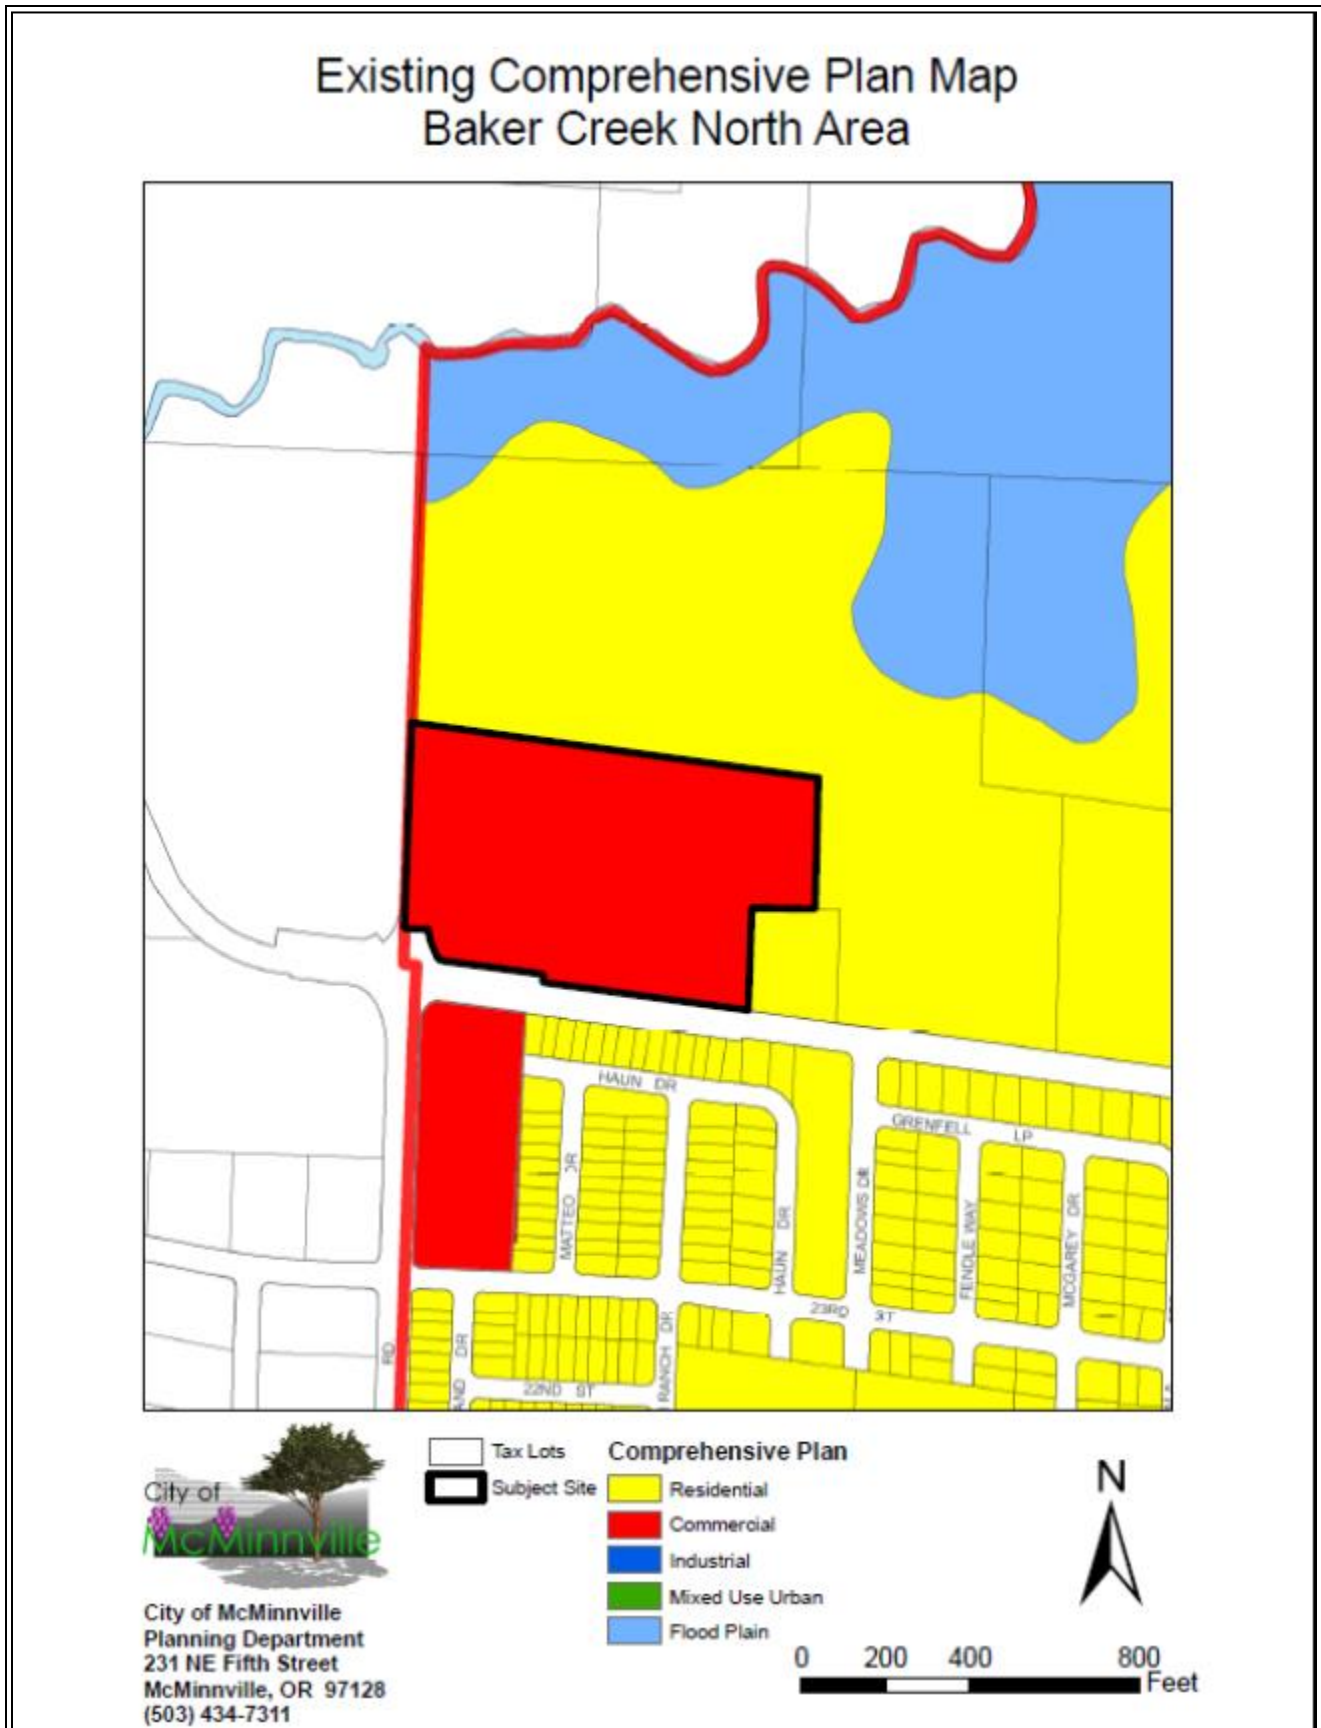 Existing Comprehensive Plan Map
Baker Creek North Area
HAUN DR
GRENFELL LP
MATTEO DR
HAUN DR
MEADOWS DR
FENDLE WAY
MCGAREY DR
23RD ST
RD
AND DR
22ND ST
RANCH DR
City of
McMinnville
City of McMinnville
Planning Department
231 NE Fifth Street
McMinnville, OR 97128
(503) 434-7311
Tax Lots
Subject Site
Comprehensive Plan
Residential
Commercial
Industrial
Mixed Use Urban
Flood Plain
N
0 200 400 800
Feet